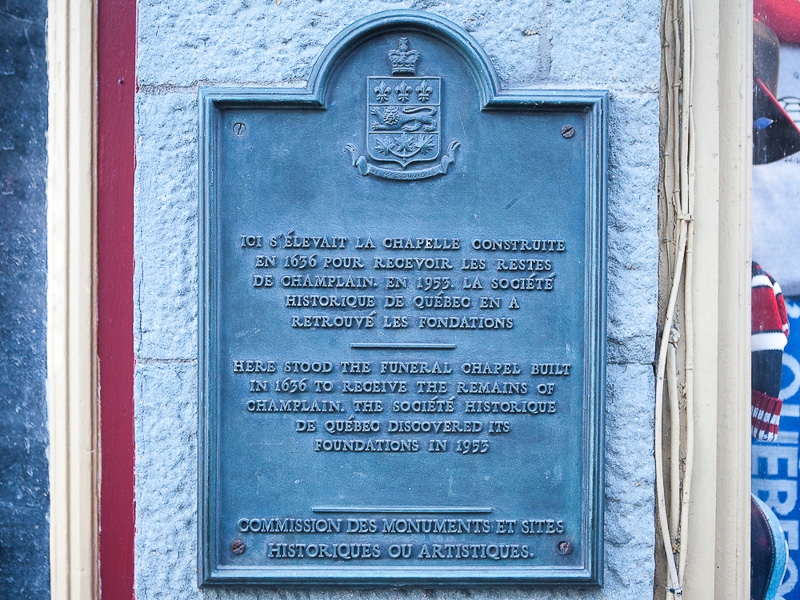 ICI S'ÉLEVAIT LA CHAPELLE CONSTRUITE
EN 1636 POUR RECEVOIR LES RESTES
DE CHAMPLAIN. EN 1953, LA SOCIÉTÉ
HISTORIQUE DE QUÉBEC EN A
RETROUVÉ LES FONDATIONS
HERE STOOD THE FUNERAL CHAPEL BUILT
IN 1636 TO RECEIVE THE REMAINS OF
CHAMPLAIN. THE SOCIÉTÉ HISTORIQUE
DE QUÉBEC DISCOVERED ITS
FOUNDATIONS IN 1953
COMMISSION DES MONUMENTS ET SITES
HISTORIQUES OU ARTISTIQUES.